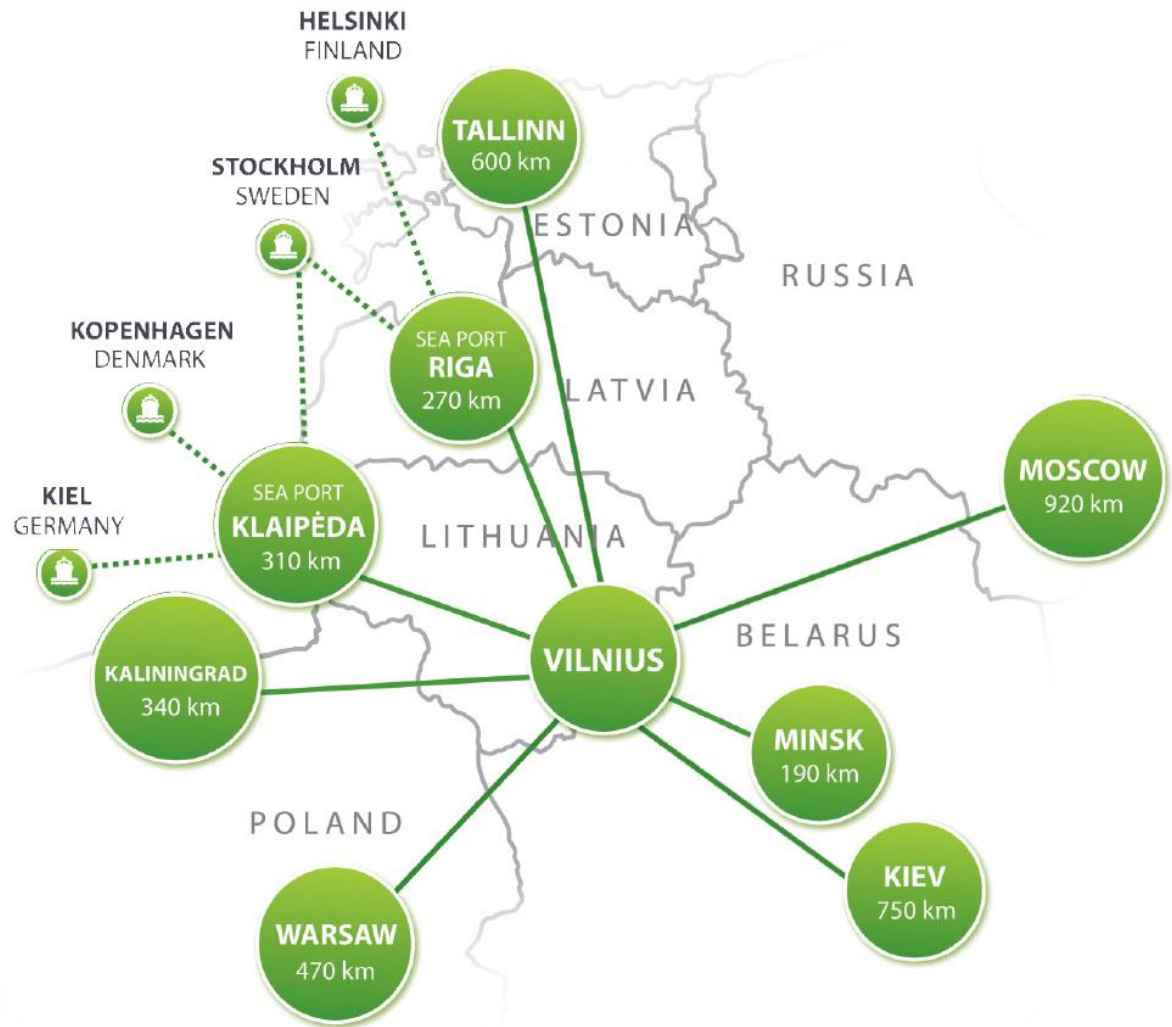 HELSINKI
FINLAND
TALLINN
600 km
STOCKHOLM
SWEDEN
ESTONIA
RUSSIA
KOPENHAGEN
DENMARK
SEA PORT
RIGA
270 km
LATVIA
MOSCOW
920 km
KIEL
GERMANY
SEA PORT
KLAIPĖDA
310 km
LITHUANIA
BELARUS
VILNIUS
KALININGRAD
340 km
MINSK
190 km
POLAND
KIEV
750 km
WARSAW
470 km